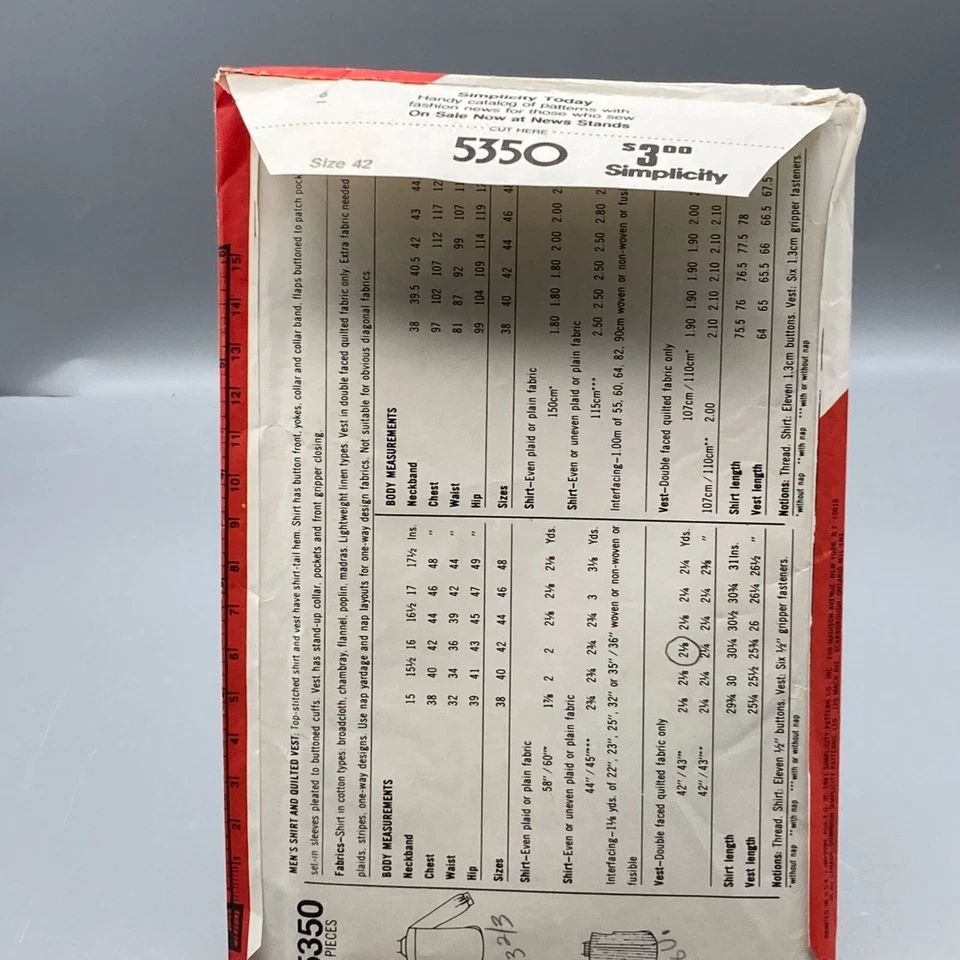 6
Simplicity Today
Handy catalog of patterns with
fashion news for those who sew
On Sale Now at News Stands
CUT HERE
Size 42
5350
$3.00
Simplicity
5350
PIECES
MEN'S SHIRT AND QUILTED VEST: Top-stitched shirt and vest have shirt-tail hem. Shirt has button front, yokes, collar and collar band, flaps buttoned to patch pock
set-in sleeves pleated to buttoned cuffs. Vest has stand-up collar, pockets and front gripper closing.
Fabrics—Shirt in cotton types: broadcloth, chambray, flannel, poplin, madras. Lightweight linen types. Vest in double faced quilted fabric only. Extra fabric needed
plaids, stripes, one-way designs. Use nap yardage and nap layouts for one-way design fabrics. Not suitable for obvious diagonal fabrics.
BODY MEASUREMENTS
Neckband 15 15½ 16 16½ 17 17½ Ins.
Chest 38 40 42 44 46 48 "
Waist 32 34 36 39 42 44 "
Hip 39 41 43 45 47 49 "
Sizes 38 40 42 44 46 48
Shirt—Even plaid or plain fabric
58"/60"* 1⅞ 2 2 2⅛ 2⅛ 2⅛ Yds.
Shirt—Even or uneven plaid or plain fabric
44"/45"*** 2¾ 2¾ 2¾ 2¾ 3 3⅛ Yds.
Interfacing—1⅛ yds. of 22", 23", 25", 32" or 35"/36" woven or non-woven or
fusible
Vest—Double faced quilted fabric only
42"/43"* 2⅛ 2⅛ 2⅛ 2⅛ 2¼ 2¼ Yds.
42"/43"** 2¼ 2¼ 2¼ 2¼ 2¼ 2⅜ "
Shirt length 29¾ 30 30¼ 30½ 30¾ 31 Ins.
Vest length 25¼ 25½ 25¾ 26 26¼ 26½ "
Notions: Thread. Shirt: Eleven ½" buttons. Vest: Six ½" gripper fasteners.
*without nap **with nap ***with or without nap
BODY MEASUREMENTS
Neckband 38 39.5 40.5 42 43 44
Chest 97 102 107 112 117 12
Waist 81 87 92 99 107 11
Hip 99 104 109 114 119 12
Sizes 38 40 42 44 46 4
Shirt—Even plaid or plain fabric
150cm* 1.80 1.80 1.80 2.00 2.00 2
Shirt—Even or uneven plaid or plain fabric
115cm*** 2.50 2.50 2.50 2.50 2.80 2
Interfacing—1.00m of 55, 60, 64, 82, 90cm woven or non-woven or fusi
Vest—Double faced quilted fabric only
107cm/110cm* 1.90 1.90 1.90 1.90 2.00 2
107cm/110cm** 2.00 2.10 2.10 2.10 2.10 2.10
Shirt length 75.5 76 76.5 77.5 78
Vest length 64 65 65.5 66 66.5 67.5
Notions: Thread. Shirt: Eleven 1.3cm buttons. Vest: Six 1.3cm gripper fasteners.
*without nap **with nap ***with or without nap
1 2 3 4 5 6 7 8 9 10 11 12 13 14 15